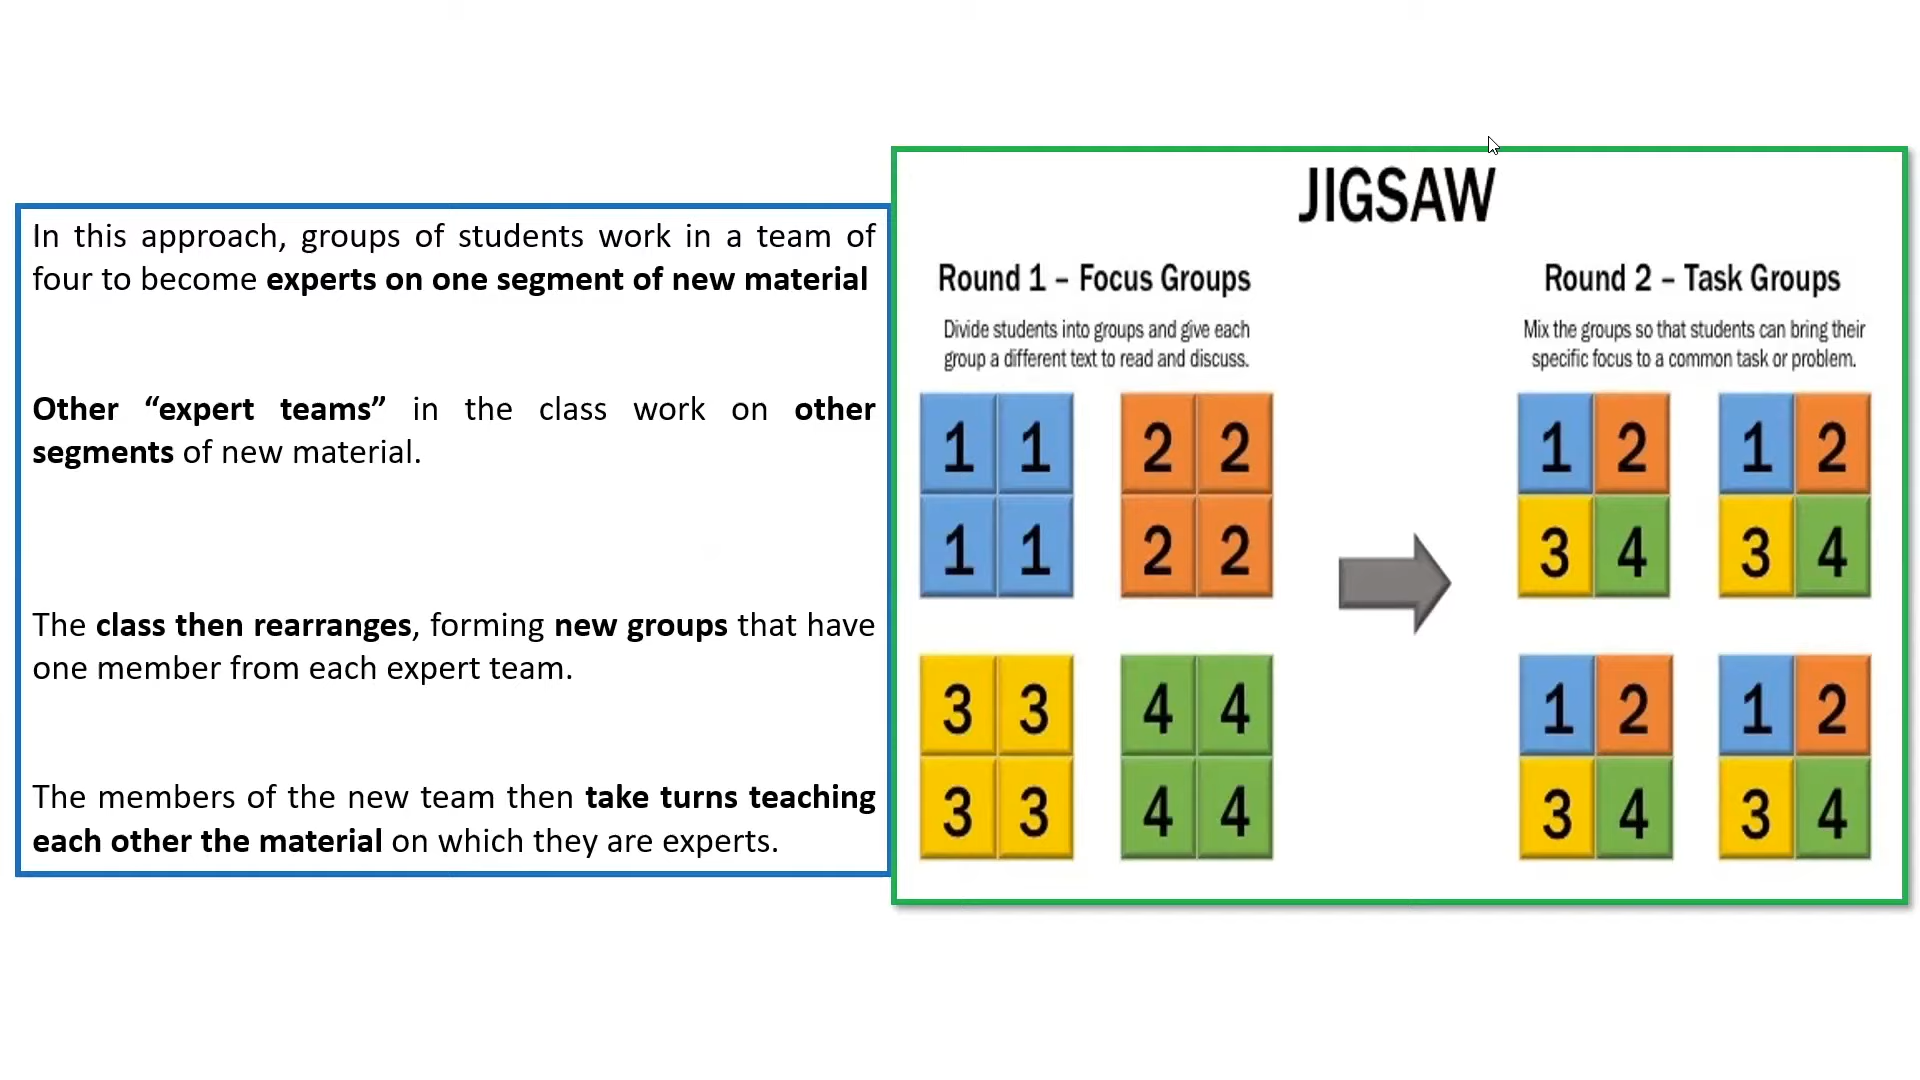 In this approach, groups of students work in a team of
four to become experts on one segment of new material
Other “expert teams” in the class work on other
segments of new material.
The class then rearranges, forming new groups that have
one member from each expert team.
The members of the new team then take turns teaching
each other the material on which they are experts.
JIGSAW
Round 1 – Focus Groups
Divide students into groups and give each
group a different text to read and discuss.
1 1 2 2
1 1 2 2
3 3 4 4
3 3 4 4
Round 2 – Task Groups
Mix the groups so that students can bring their
specific focus to a common task or problem.
1 2 1 2
3 4 3 4
1 2 1 2
3 4 3 4